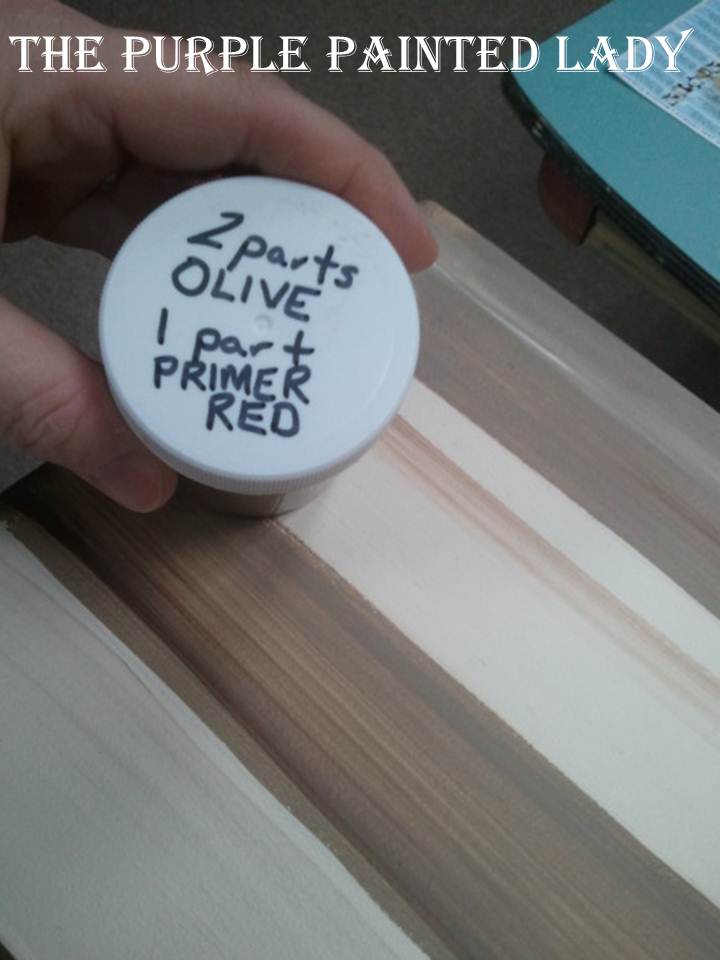 THE PURPLE PAINTED LADY
2 parts
OLIVE
1 part
PRIMER
RED